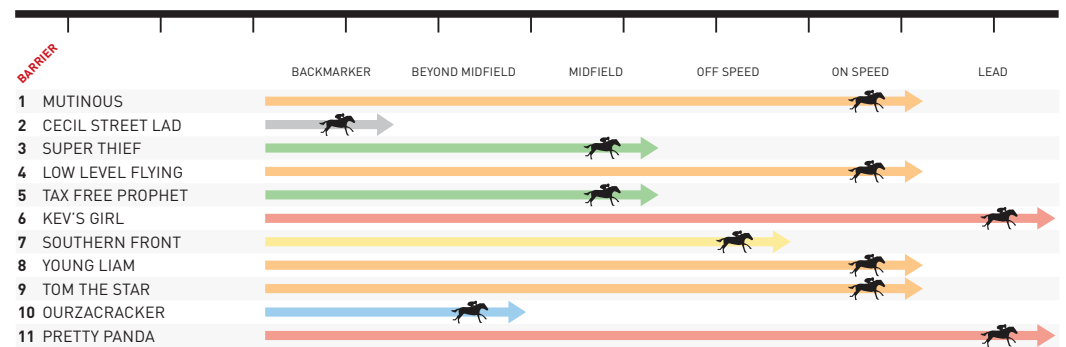 BARRIER
BACKMARKER BEYOND MIDFIELD MIDFIELD OFF SPEED ON SPEED LEAD
1 MUTINOUS
2 CECIL STREET LAD
3 SUPER THIEF
4 LOW LEVEL FLYING
5 TAX FREE PROPHET
6 KEV'S GIRL
7 SOUTHERN FRONT
8 YOUNG LIAM
9 TOM THE STAR
10 OURZACRACKER
11 PRETTY PANDA